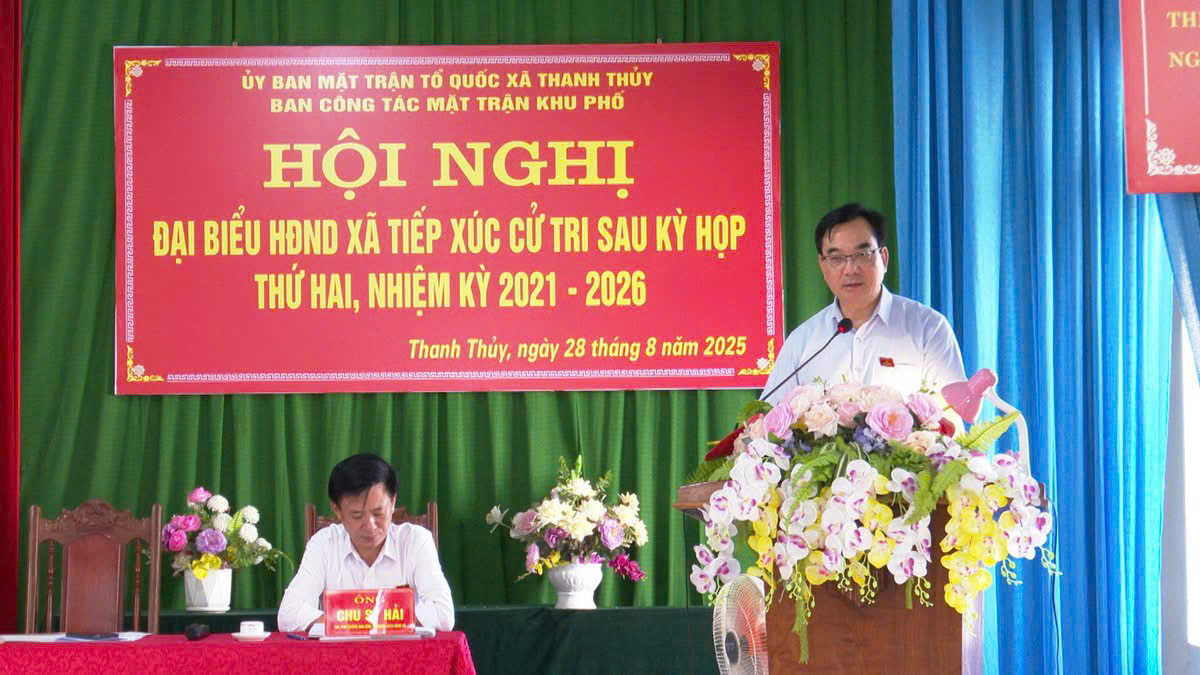 ỦY BAN MẶT TRẬN TỔ QUỐC XÃ THANH THỦY
BAN CÔNG TÁC MẶT TRẬN KHU PHỐ
HỘI NGHỊ
ĐẠI BIỂU HĐND XÃ TIẾP XÚC CỬ TRI SAU KỲ HỌP
THỨ HAI, NHIỆM KỲ 2021 - 2026
Thanh Thủy, ngày 28 tháng 8 năm 2025
NG
ÔNG
CHU S HẢI